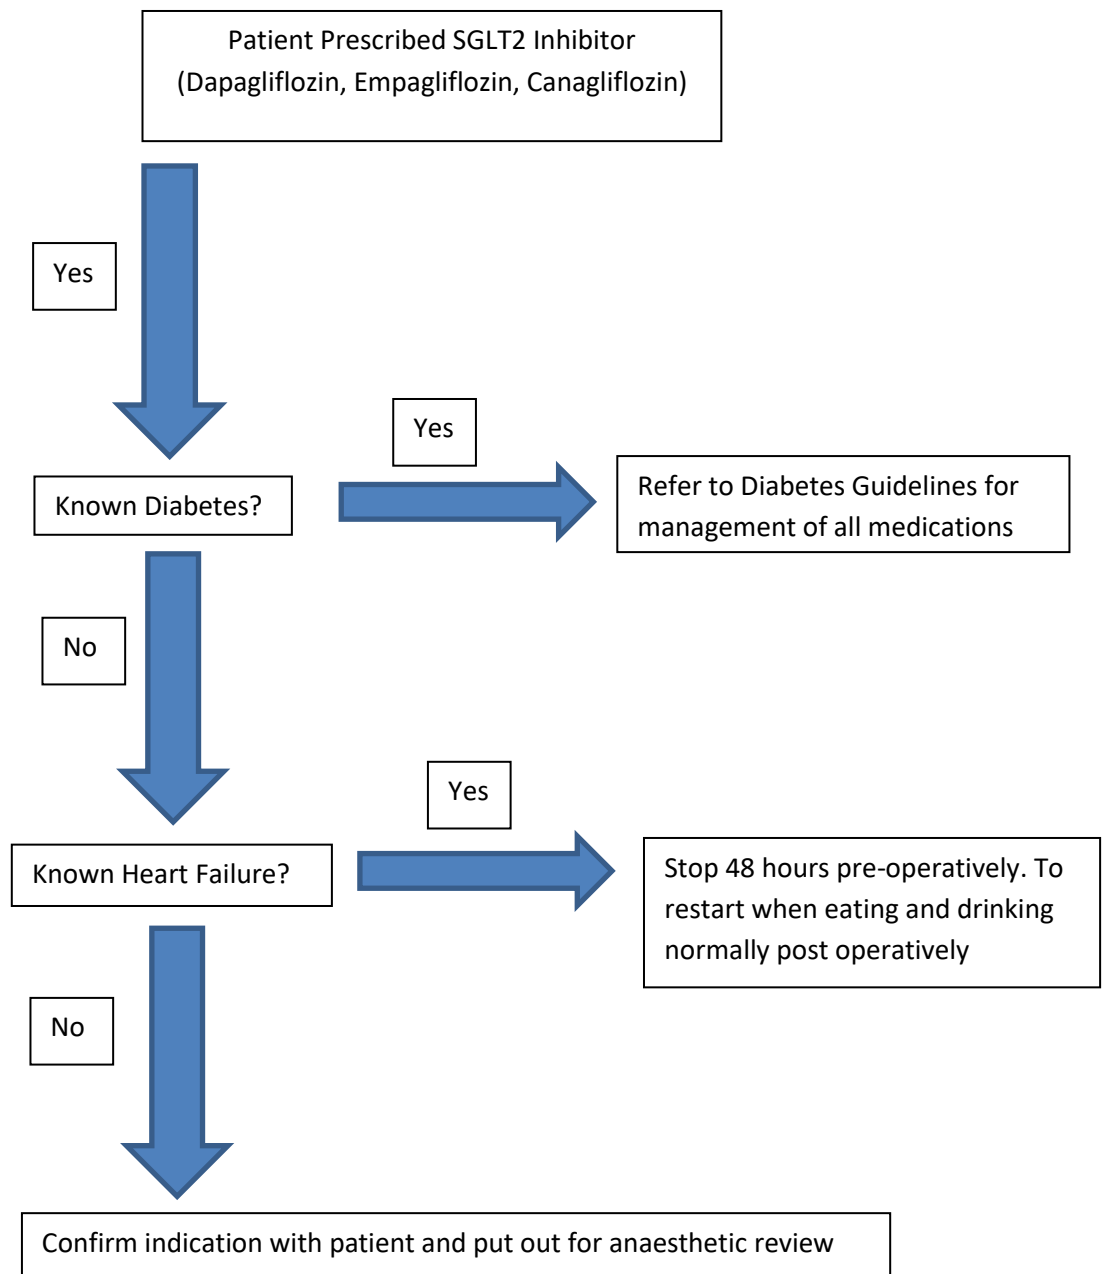 Patient Prescribed SGLT2 Inhibitor
(Dapagliflozin, Empagliflozin, Canagliflozin)
Yes
Yes
Known Diabetes?
Refer to Diabetes Guidelines for
management of all medications
No
Yes
Known Heart Failure?
Stop 48 hours pre-operatively. To
restart when eating and drinking
normally post operatively
No
Confirm indication with patient and put out for anaesthetic review